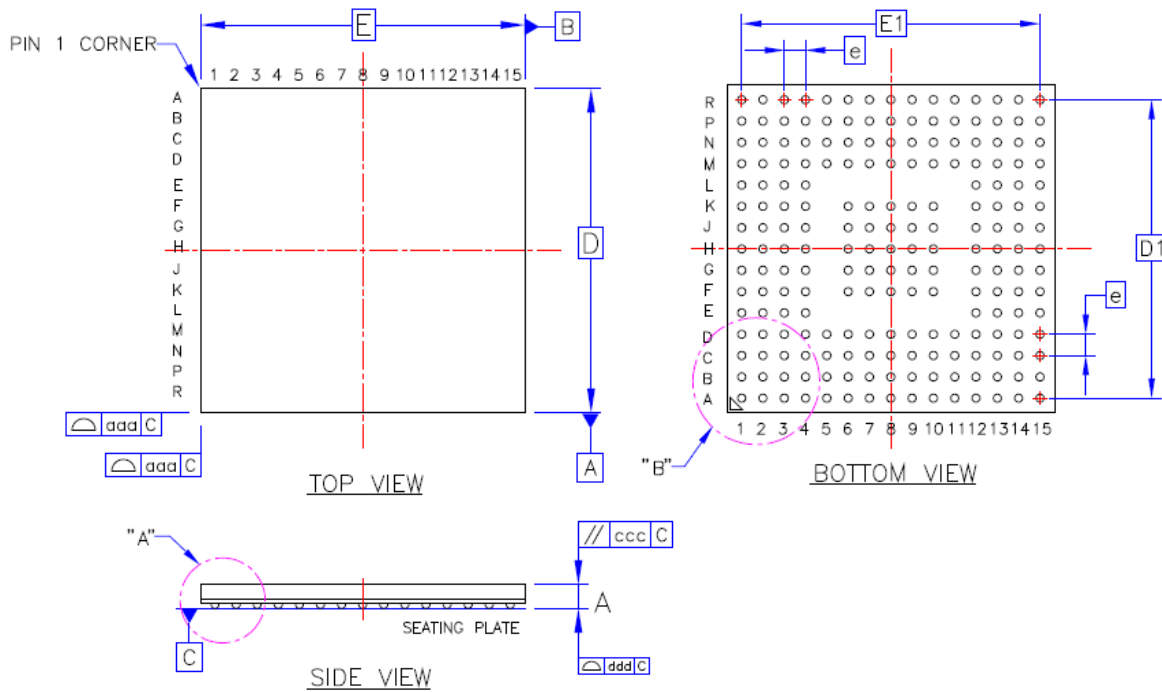 E
B
PIN 1 CORNER
1 2 3 4 5 6 7 8 9 10 11 12 13 14 15
A
B
C
D
E
F
G
H
J
K
L
M
N
P
R
D
aaa C
aaa C
A
TOP VIEW
E1
e
R
P
N
M
L
K
J
H
G
F
E
D
C
B
A
D1
e
1 2 3 4 5 6 7 8 9 10 11 12 13 14 15
"B"
BOTTOM VIEW
"A"
// ccc C
A
SEATING PLATE
C
ddd C
SIDE VIEW